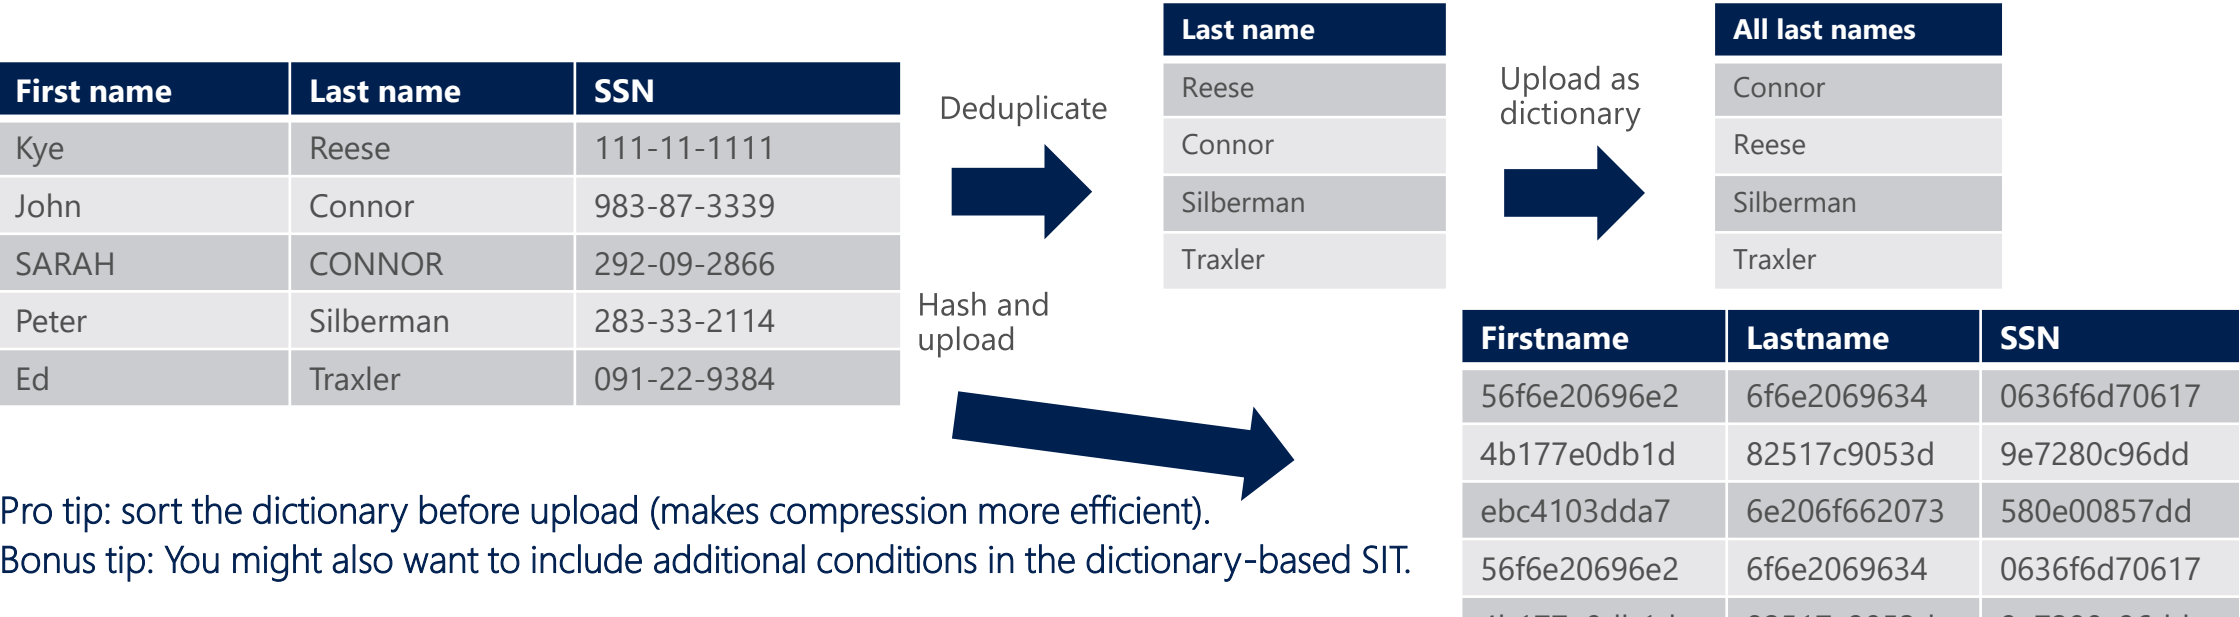 First name Last name SSN
Kye Reese 111-11-1111
John Connor 983-87-3339
SARAH CONNOR 292-09-2866
Peter Silberman 283-33-2114
Ed Traxler 091-22-9384
Deduplicate
Last name
Reese
Connor
Silberman
Traxler
Upload as
dictionary
All last names
Connor
Reese
Silberman
Traxler
Hash and
upload
Firstname Lastname SSN
56f6e20696e2 6f6e2069634 0636f6d70617
4b177e0db1d 82517c9053d 9e7280c96dd
ebc4103dda7 6e206f662073 580e00857dd
56f6e20696e2 6f6e2069634 0636f6d70617
Pro tip: sort the dictionary before upload (makes compression more efficient).
Bonus tip: You might also want to include additional conditions in the dictionary-based SIT.